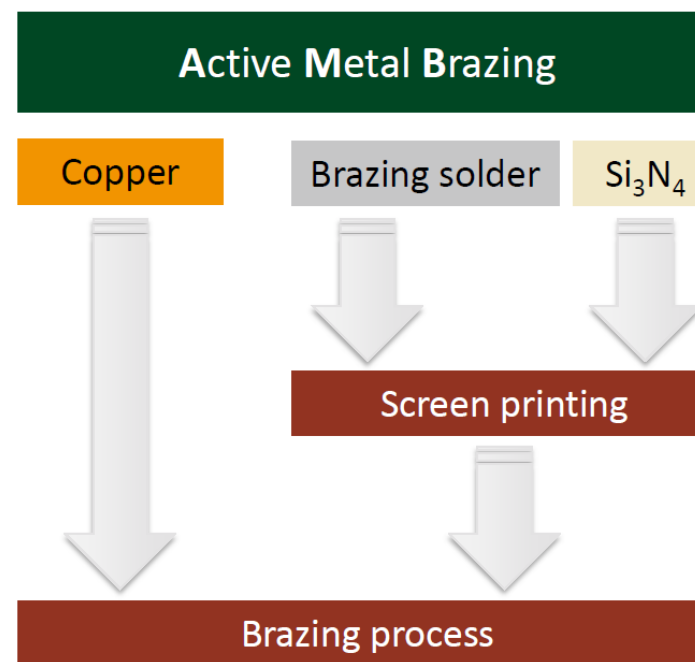 Active Metal Brazing
Copper
Brazing solder
Si₃N₄
Screen printing
Brazing process